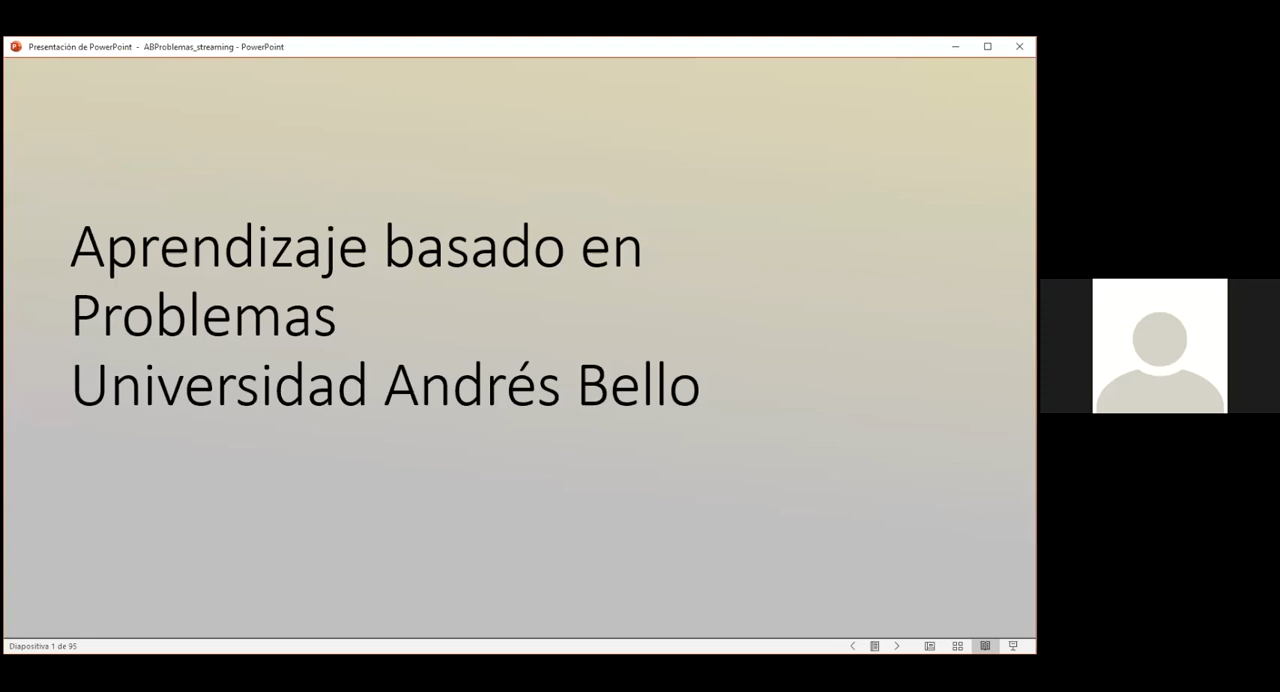 Presentación de PowerPoint - ABProblemas_streaming - PowerPoint
Aprendizaje basado en
Problemas
Universidad Andrés Bello
Diapositiva 1 de 95